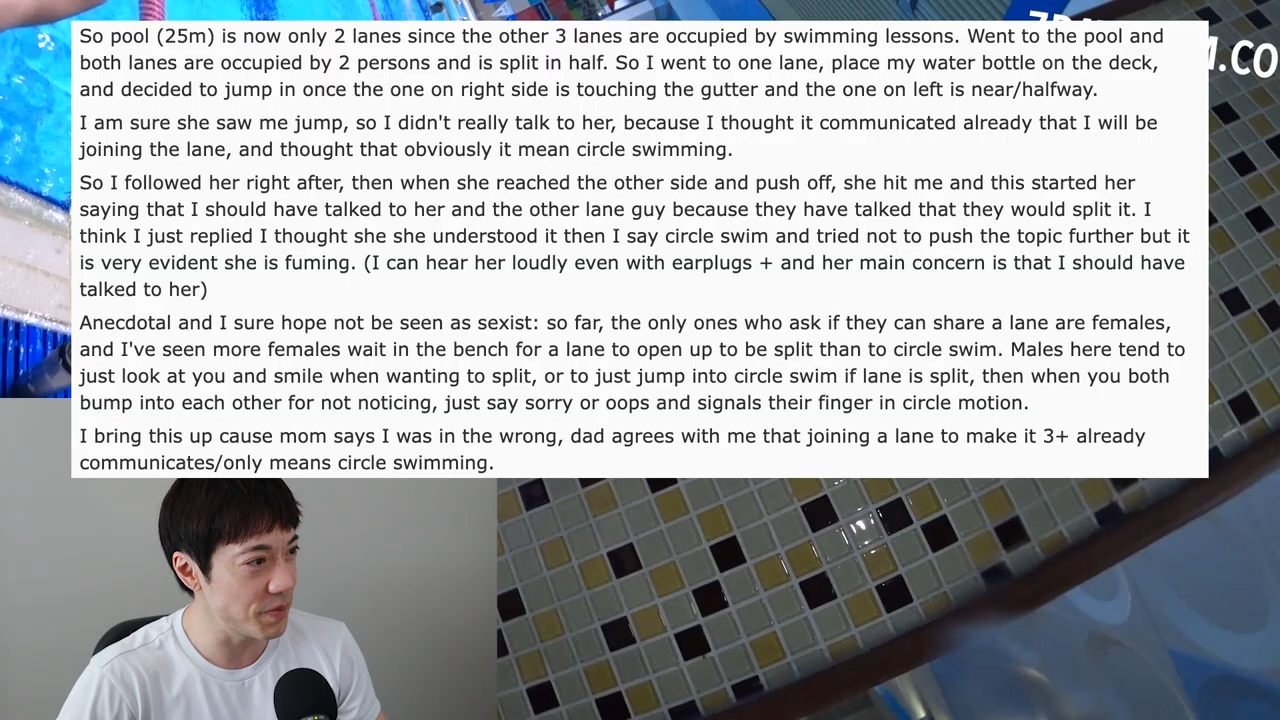 So pool (25m) is now only 2 lanes since the other 3 lanes are occupied by swimming lessons. Went to the pool and
both lanes are occupied by 2 persons and is split in half. So I went to one lane, place my water bottle on the deck,
and decided to jump in once the one on right side is touching the gutter and the one on left is near/halfway.
I am sure she saw me jump, so I didn't really talk to her, because I thought it communicated already that I will be
joining the lane, and thought that obviously it mean circle swimming.
So I followed her right after, then when she reached the other side and push off, she hit me and this started her
saying that I should have talked to her and the other lane guy because they have talked that they would split it. I
think I just replied I thought she she understood it then I say circle swim and tried not to push the topic further but it
is very evident she is fuming. (I can hear her loudly even with earplugs + and her main concern is that I should have
talked to her)
Anecdotal and I sure hope not be seen as sexist: so far, the only ones who ask if they can share a lane are females,
and I've seen more females wait in the bench for a lane to open up to be split than to circle swim. Males here tend to
just look at you and smile when wanting to split, or to just jump into circle swim if lane is split, then when you both
bump into each other for not noticing, just say sorry or oops and signals their finger in circle motion.
I bring this up cause mom says I was in the wrong, dad agrees with me that joining a lane to make it 3+ already
communicates/only means circle swimming.